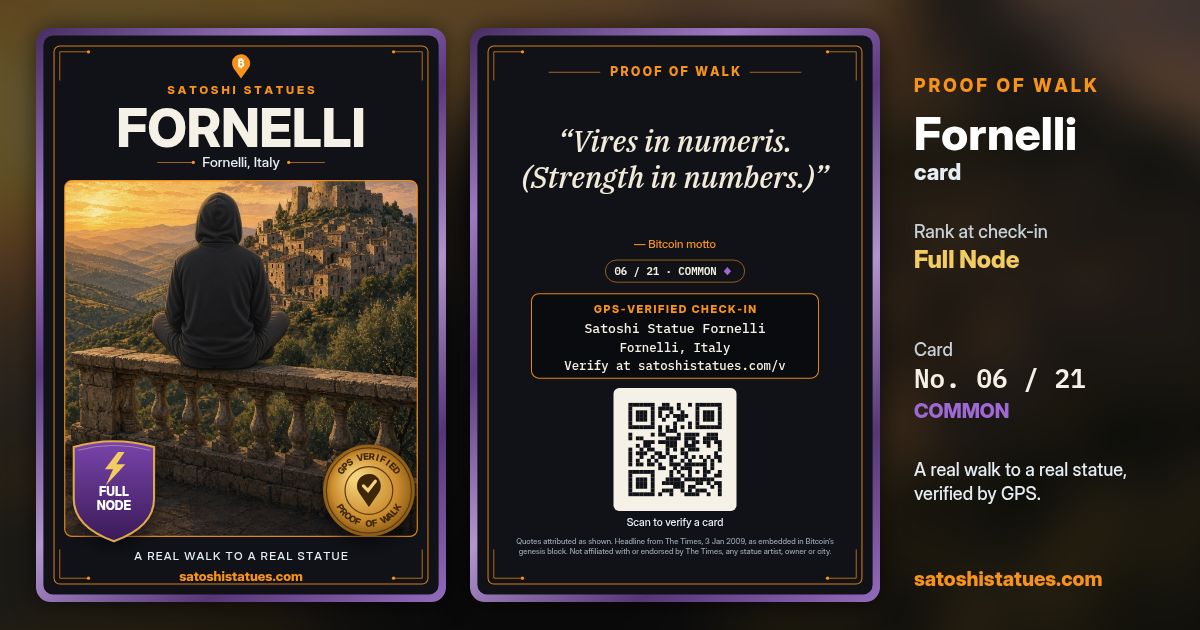 SATOSHI STATUES
FORNELLI
Fornelli, Italy
FULL
NODE
GPS VERIFIED
PROOF OF WALK
A REAL WALK TO A REAL STATUE
satoshistatues.com
PROOF OF WALK
“Vires in numeris.
(Strength in numbers.)”
— Bitcoin motto
06 / 21 · COMMON
GPS-VERIFIED CHECK-IN
Satoshi Statue Fornelli
Fornelli, Italy
Verify at satoshistatues.com/v
Scan to verify a card
Quotes attributed as shown. Headline from The Times, 3 Jan 2009, as embedded in Bitcoin's
genesis block. Not affiliated with or endorsed by The Times, any statue artist, owner or city.
PROOF OF WALK
Fornelli
card
Rank at check-in
Full Node
Card
No. 06 / 21
COMMON
A real walk to a real statue,
verified by GPS.
satoshistatues.com